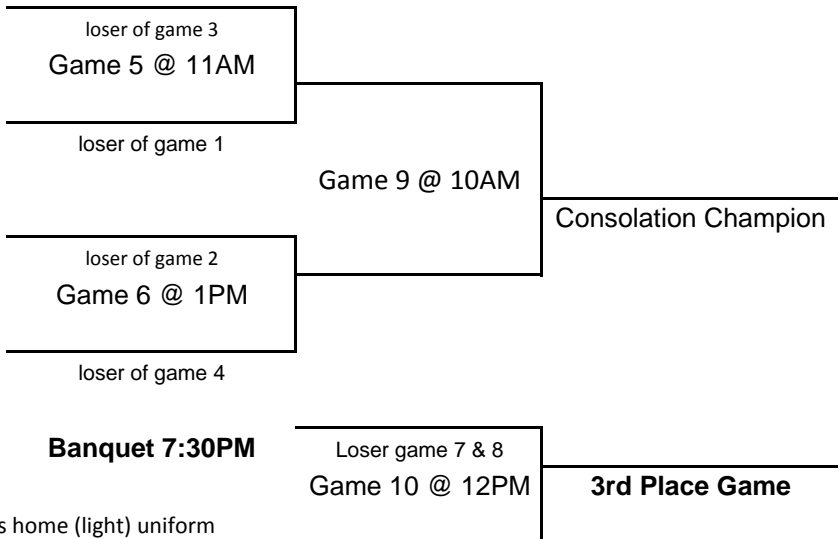 loser of game 3
Game 5 @ 11AM
loser of game 1
Game 9 @ 10AM
Consolation Champion
loser of game 2
Game 6 @ 1PM
loser of game 4
Banquet 7:30PM
Loser game 7 & 8
Game 10 @ 12PM
3rd Place Game
s home (light) uniform